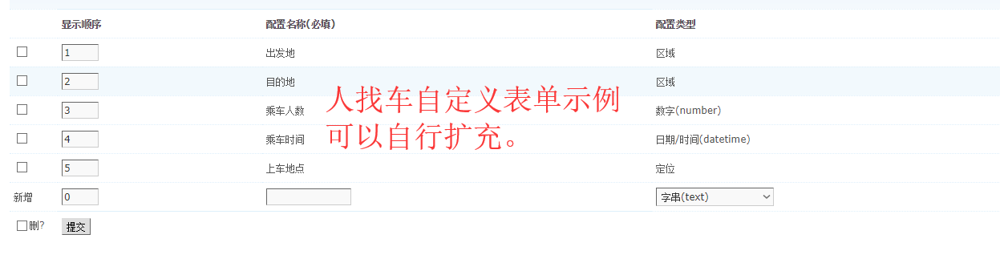 显示顺序 配置名称(必填) 配置类型
1 出发地 区域
2 目的地 区域
人找车自定义表单示例
3 乘车人数 数字(number)
可以自行扩充。
4 乘车时间 日期/时间(datetime)
5 上车地点 定位
新增 0 字串(text)
删? 提交